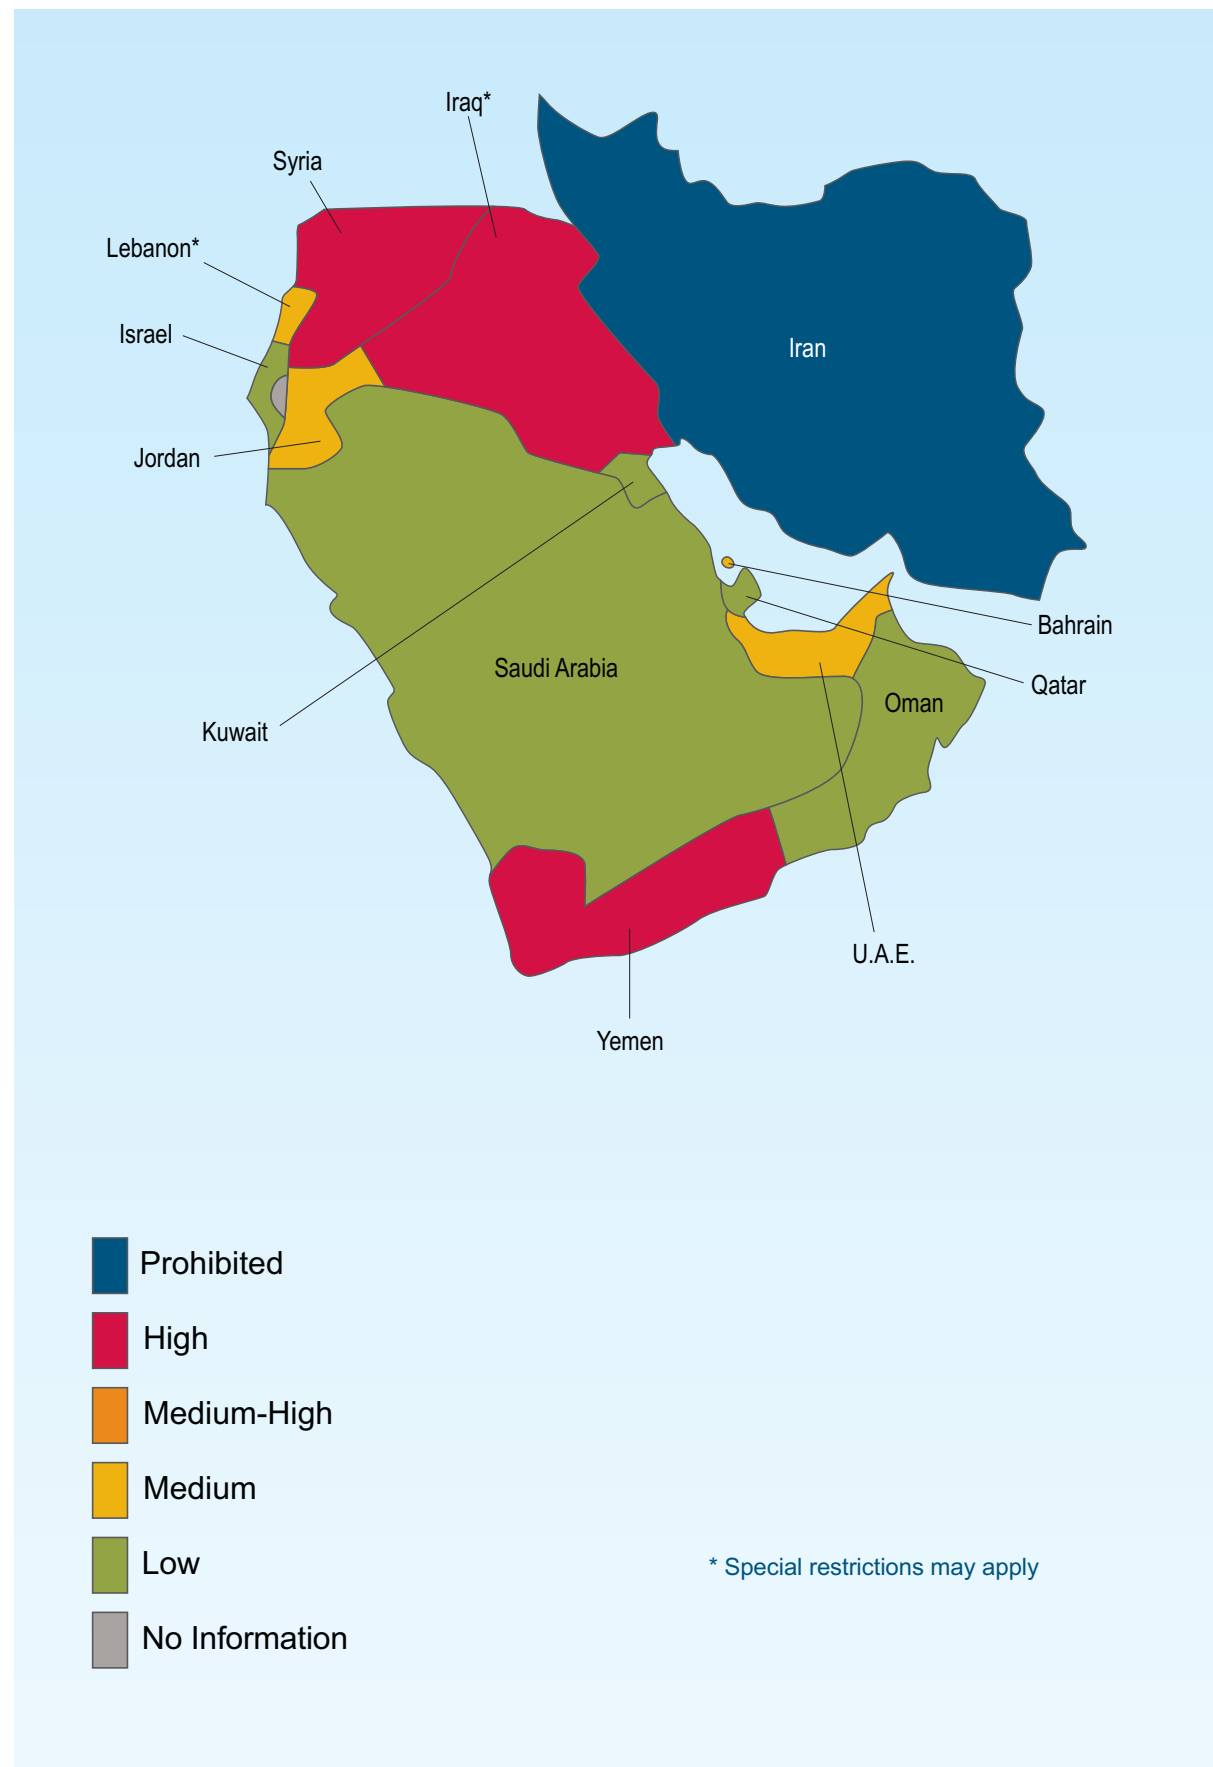 Iraq*
Syria
Lebanon*
Israel
Iran
Jordan
Bahrain
Saudi Arabia
Qatar
Oman
Kuwait
U.A.E.
Yemen
Prohibited
High
Medium-High
Medium
Low
* Special restrictions may apply
No Information